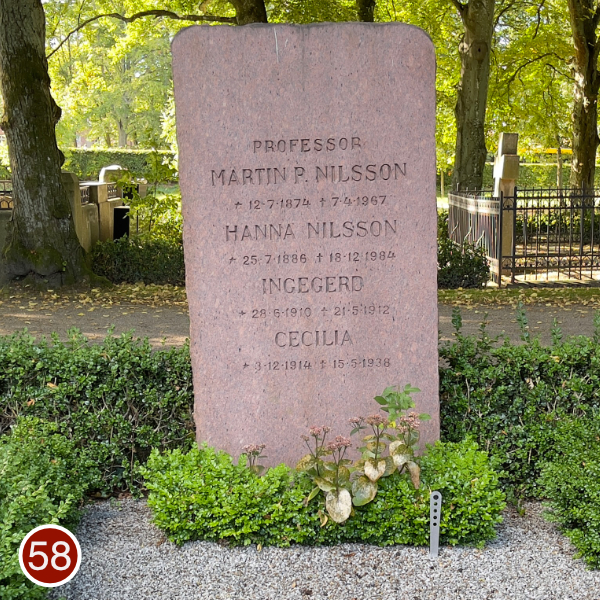 PROFESSOR
MARTIN P. NILSSON
* 12·7·1874 † 7·4·1967
HANNA NILSSON
* 25·7·1886 † 18·12·1984
INGEGERD
* 28·6·1910 † 21·5·1912
CECILIA
* 3·12·1914 † 15·5·1938
58